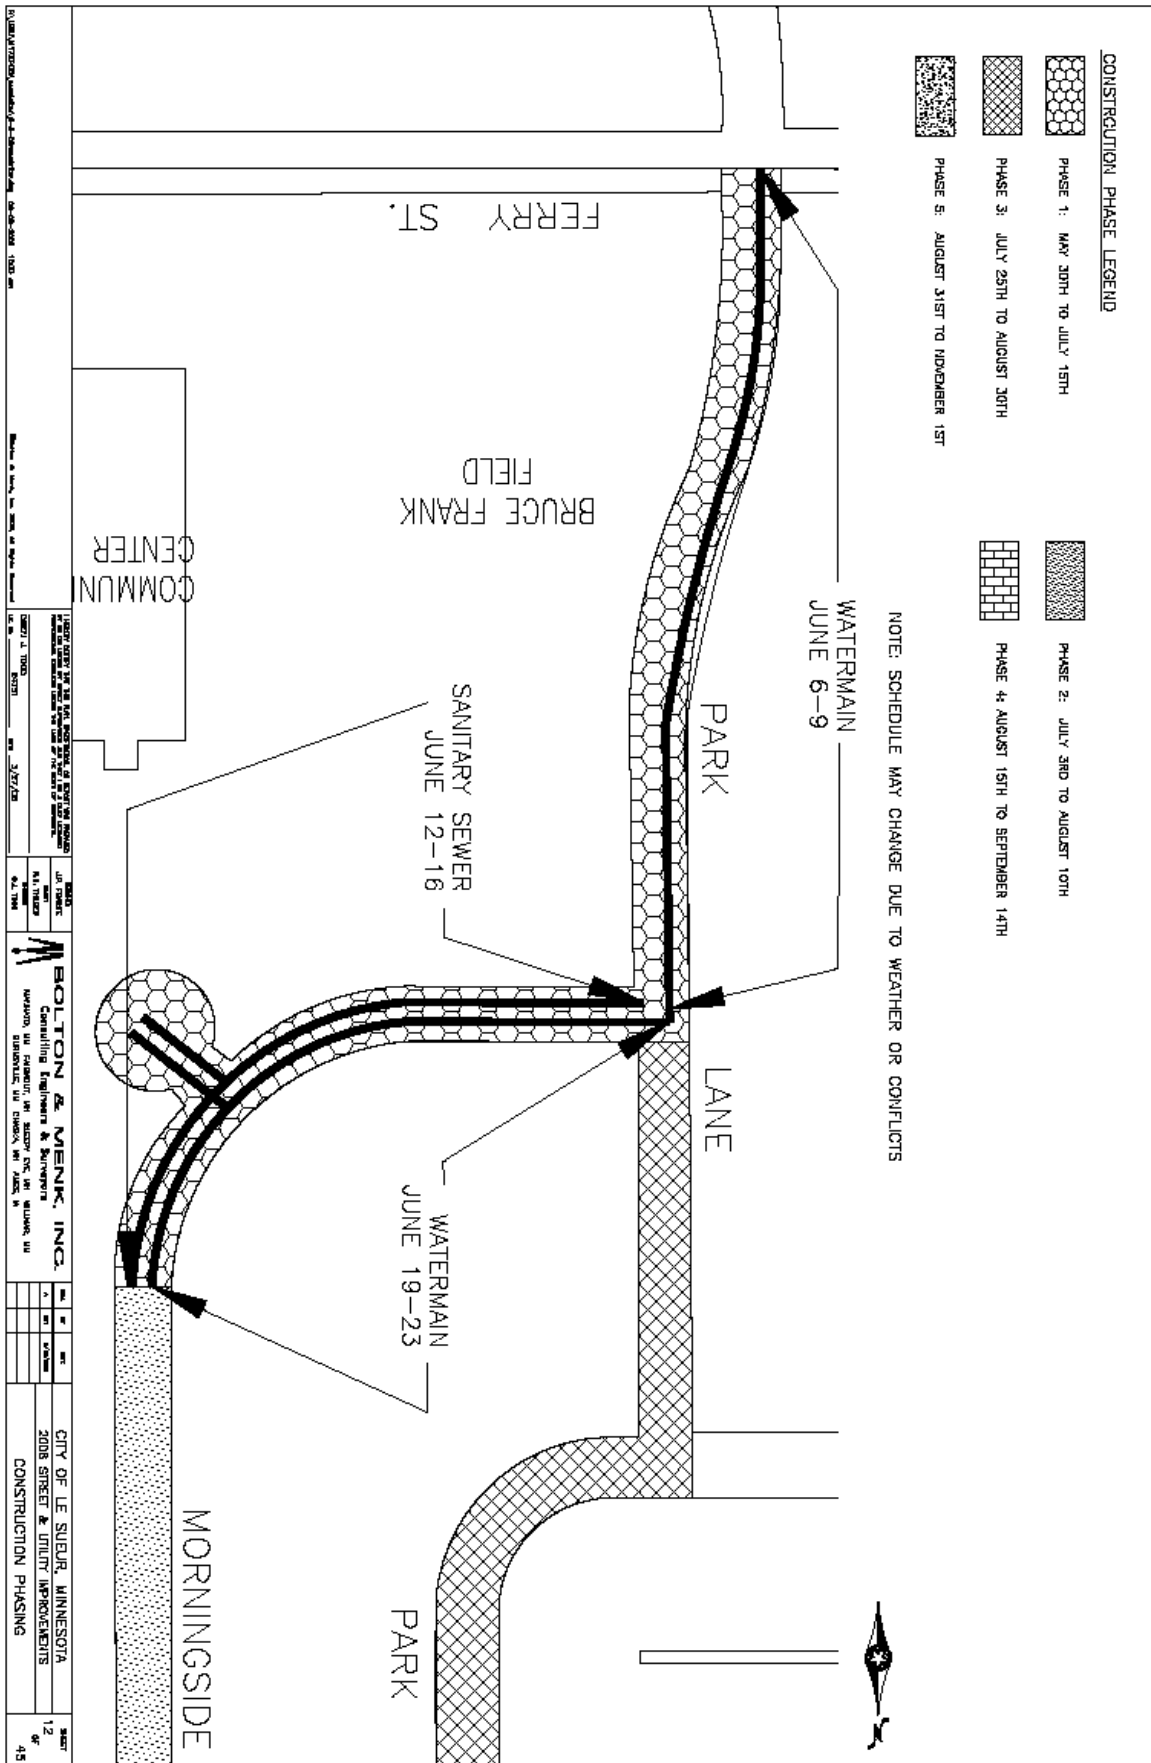 CONSTRCUTION PHASE LEGEND
PHASE 1: MAY 30TH TO JULY 15TH
PHASE 2: JULY 3RD TO AUGUST 10TH
PHASE 3: JULY 25TH TO AUGUST 30TH
PHASE 4: AUGUST 15TH TO SEPTEMBER 14TH
PHASE 5: AUGUST 31ST TO NOVEMBER 1ST
NOTE: SCHEDULE MAY CHANGE DUE TO WEATHER OR CONFLICTS
WATERMAIN
JUNE 6-9
PARK
LANE
FERRY ST.
BRUCE FRANK
FIELD
SANITARY SEWER
JUNE 12-16
WATERMAIN
JUNE 19-23
PARK
COMMUNI
CENTER
MORNINGSIDE
BOLTON & MENK, INC.
Consulting Engineers & Surveyors
CITY OF LE SUEUR, MINNESOTA
2008 STREET & UTILITY IMPROVEMENTS
CONSTRUCTION PHASING
SHEET
12
OF
45